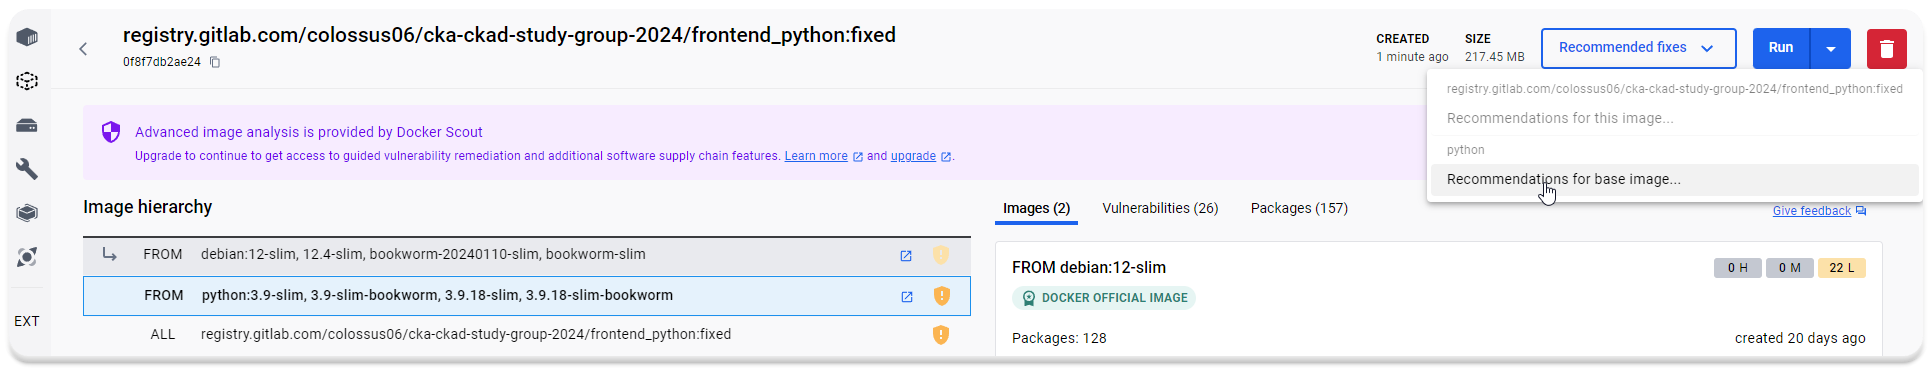 registry.gitlab.com/colossus06/cka-ckad-study-group-2024/frontend_python:fixed
0f8f7db2ae24
CREATED
1 minute ago
SIZE
217.45 MB
Recommended fixes
Run
registry.gitlab.com/colossus06/cka-ckad-study-group-2024/frontend_python:fixed
Recommendations for this image...
python
Recommendations for base image...
Advanced image analysis is provided by Docker Scout
Upgrade to continue to get access to guided vulnerability remediation and additional software supply chain features. Learn more and upgrade.
Image hierarchy
FROM debian:12-slim, 12.4-slim, bookworm-20240110-slim, bookworm-slim
FROM python:3.9-slim, 3.9-slim-bookworm, 3.9.18-slim, 3.9.18-slim-bookworm
ALL registry.gitlab.com/colossus06/cka-ckad-study-group-2024/frontend_python:fixed
EXT
Images (2) Vulnerabilities (26) Packages (157)
Give feedback
FROM debian:12-slim
0 H 0 M 22 L
DOCKER OFFICIAL IMAGE
Packages: 128
created 20 days ago